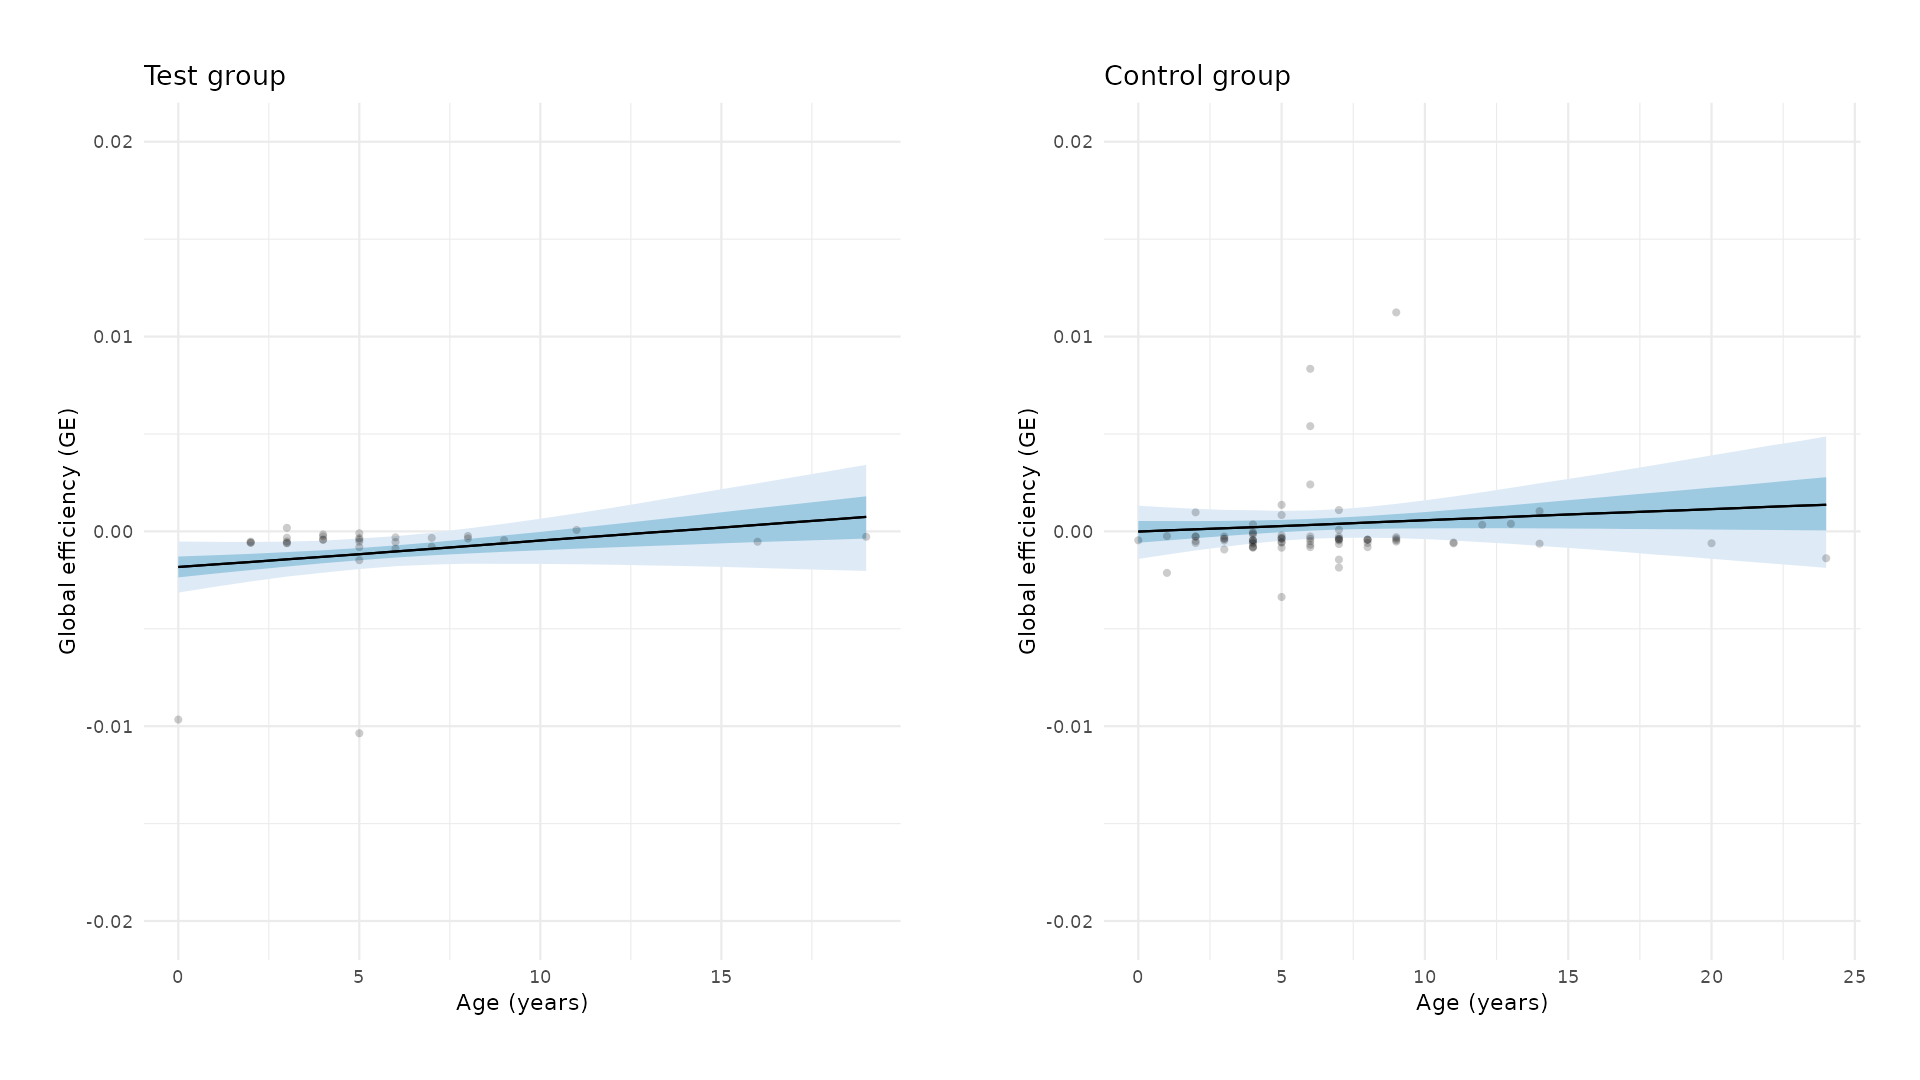 Test group
0.02
0.01
0.00
-0.01
-0.02
Global efficiency (GE)
0 5 10 15
Age (years)
Control group
0.02
0.01
0.00
-0.01
-0.02
Global efficiency (GE)
0 5 10 15 20 25
Age (years)